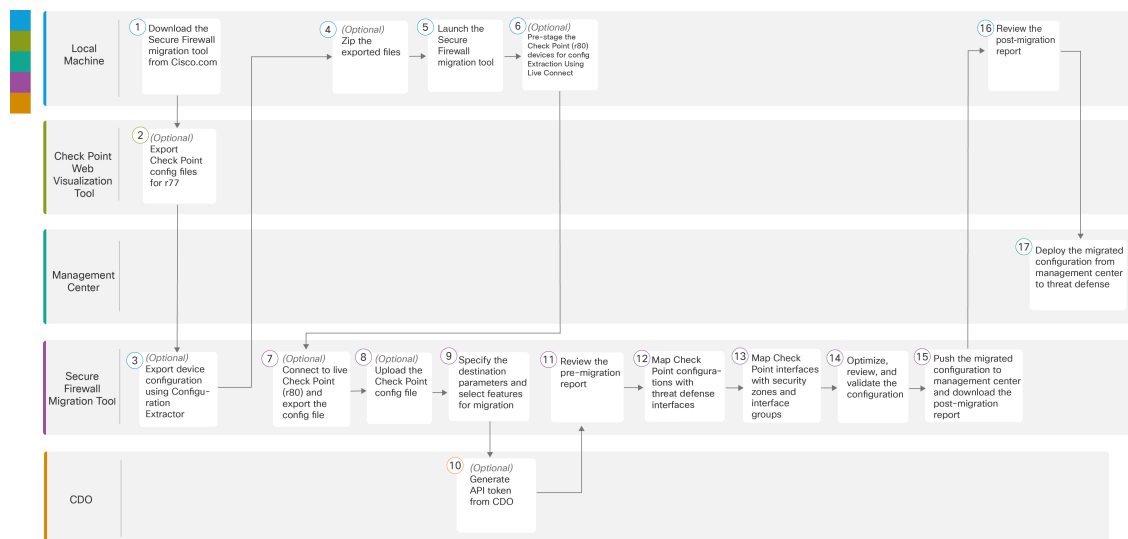 Local
Machine
1
Download the
Secure Firewall
migration tool
from Cisco.com
4
(Optional)
Zip the
exported files
5
Launch the
Secure
Firewall
migration tool
6
(Optional)
Pre-stage the
Check Point (r80)
devices for config
Extraction Using
Live Connect
16
Review the
post-migration
report
Check Point
Web
Visualization
Tool
2
(Optional)
Export
Check Point
config files
for r77
Management
Center
17
Deploy the migrated
configuration from
management center
to threat defense
Secure
Firewall
Migration Tool
3
(Optional)
Export device
configuration
using Configu-
ration
Extractor
7
(Optional)
Connect to live
Check Point
(r80) and
export the
config file
8
(Optional)
Upload the
Check Point
config file
9
Specify the
destination
parameters and
select features
for migration
11
Review the
pre-migration
report
12
Map Check
Point configura-
tions with
threat defense
interfaces
13
Map Check
Point interfaces
with security
zones and
interface
groups
14
Optimize,
review, and
validate the
configuration
15
Push the migrated
configuration to
management center
and download the
post-migration
report
CDO
10
(Optional)
Generate
API token
from CDO